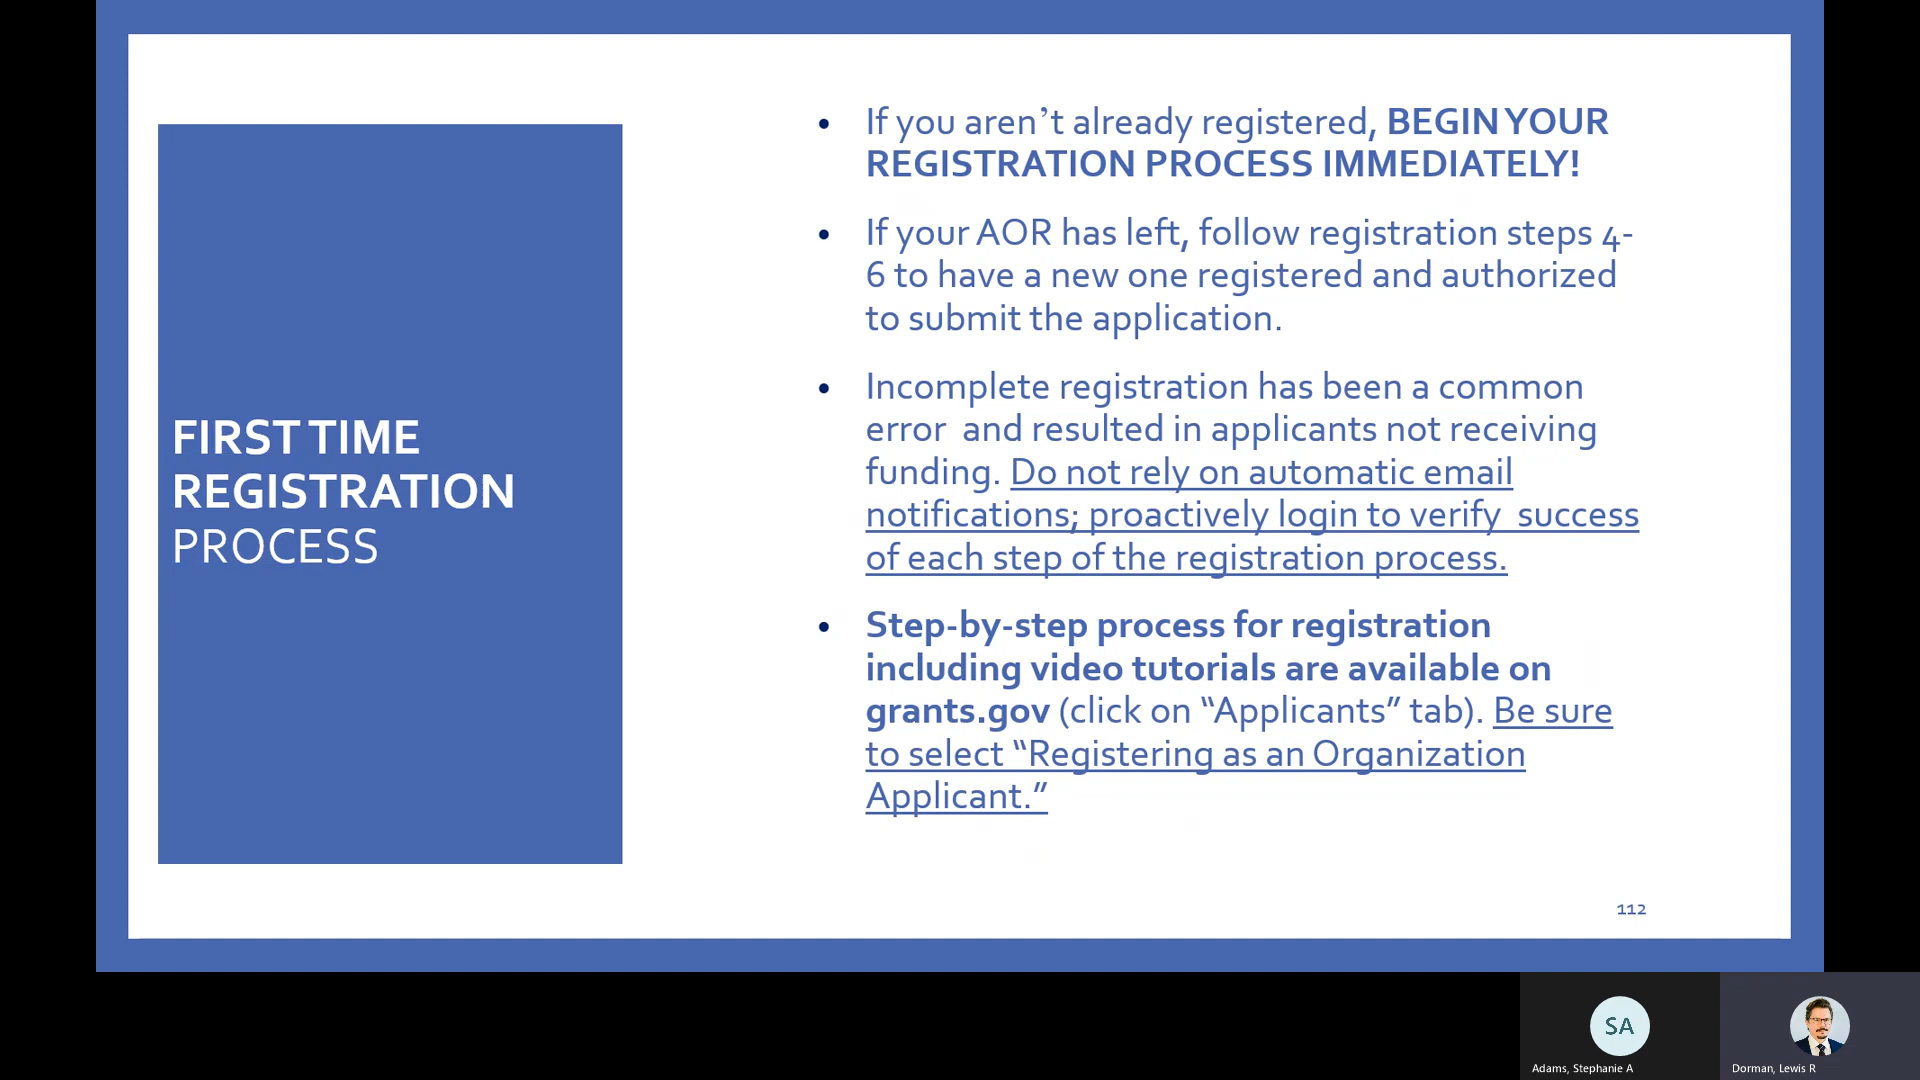 FIRST TIME
REGISTRATION
PROCESS
• If you aren’t already registered, BEGIN YOUR
REGISTRATION PROCESS IMMEDIATELY!
• If your AOR has left, follow registration steps 4-
6 to have a new one registered and authorized
to submit the application.
• Incomplete registration has been a common
error and resulted in applicants not receiving
funding. Do not rely on automatic email
notifications; proactively login to verify success
of each step of the registration process.
• Step-by-step process for registration
including video tutorials are available on
grants.gov (click on “Applicants” tab). Be sure
to select “Registering as an Organization
Applicant.”
112
SA
Adams, Stephanie A
Dorman, Lewis R